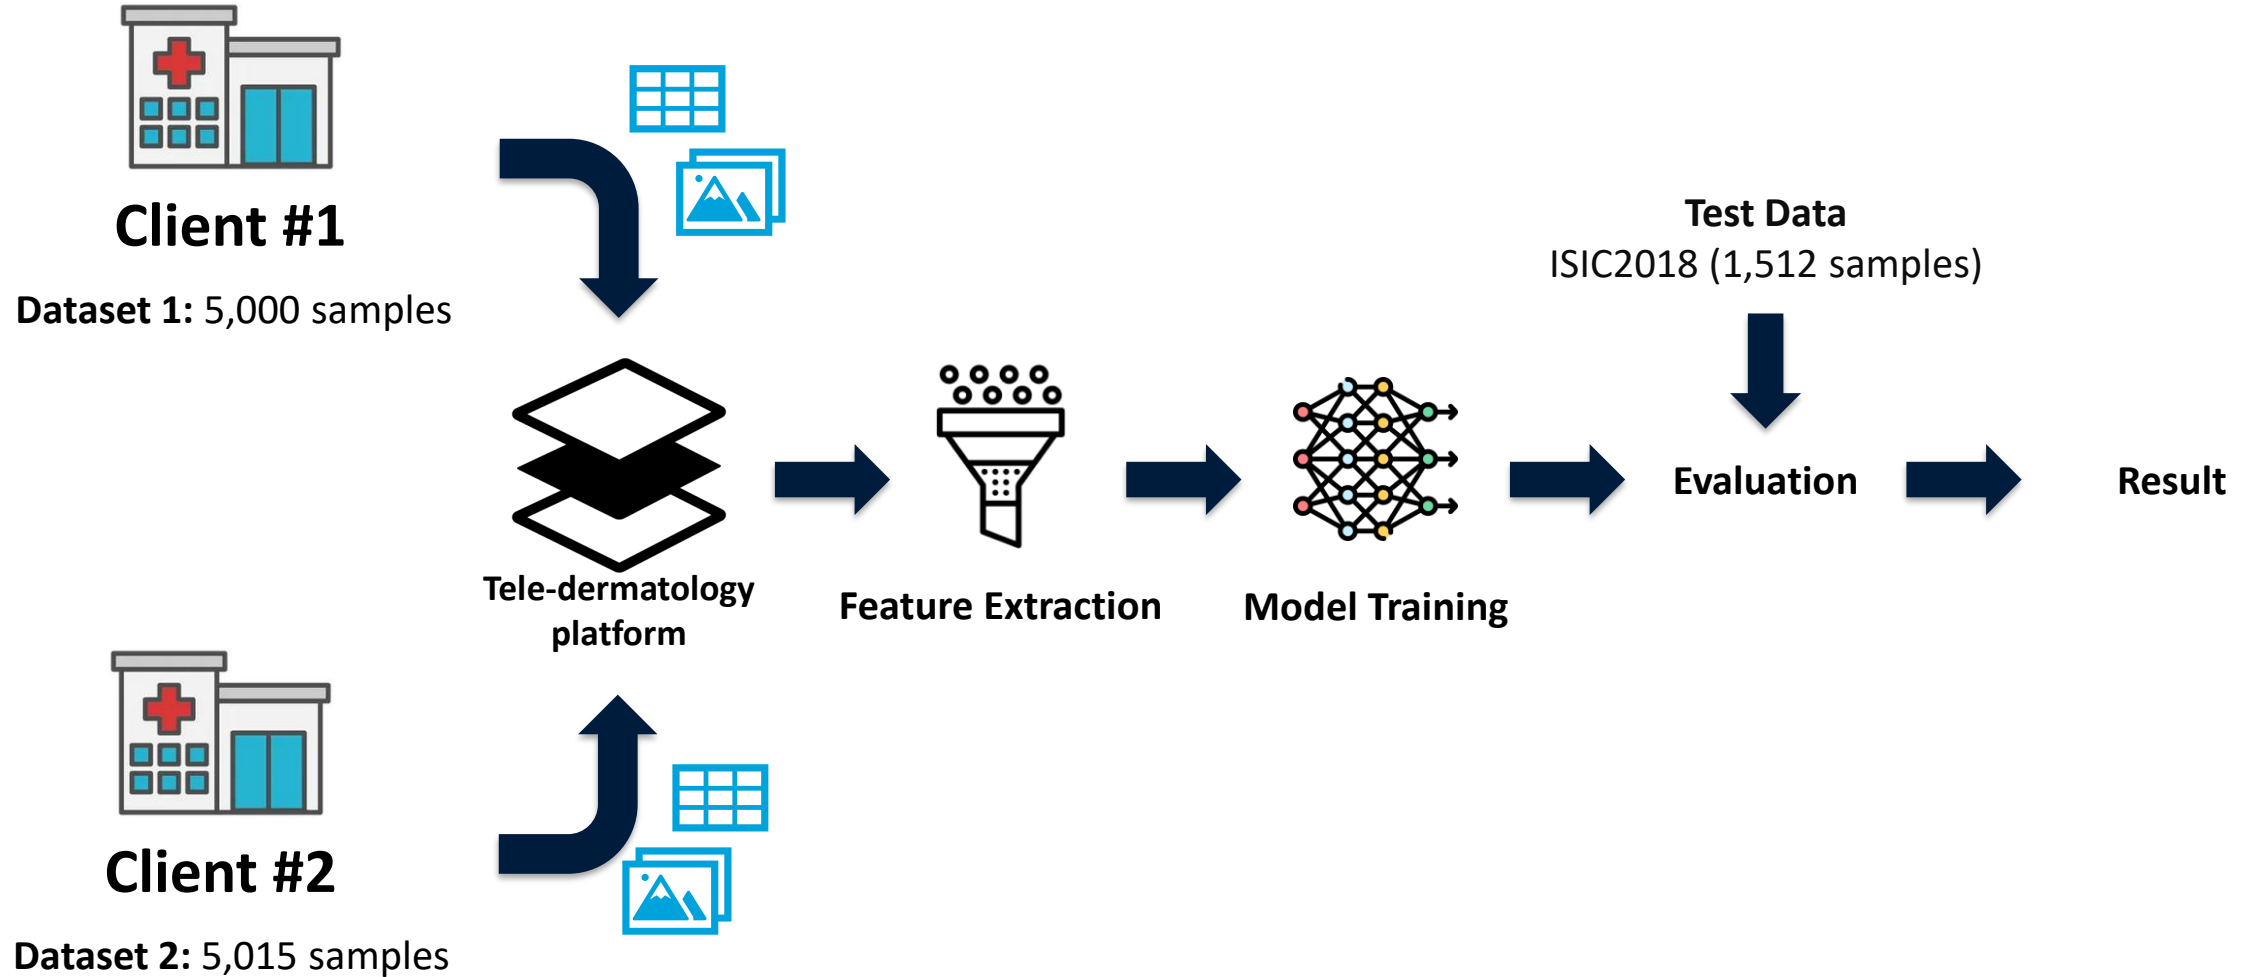 Client #1
Dataset 1: 5,000 samples
Test Data
ISIC2018 (1,512 samples)
Tele-dermatology
platform
Feature Extraction
Model Training
Evaluation
Result
Client #2
Dataset 2: 5,015 samples